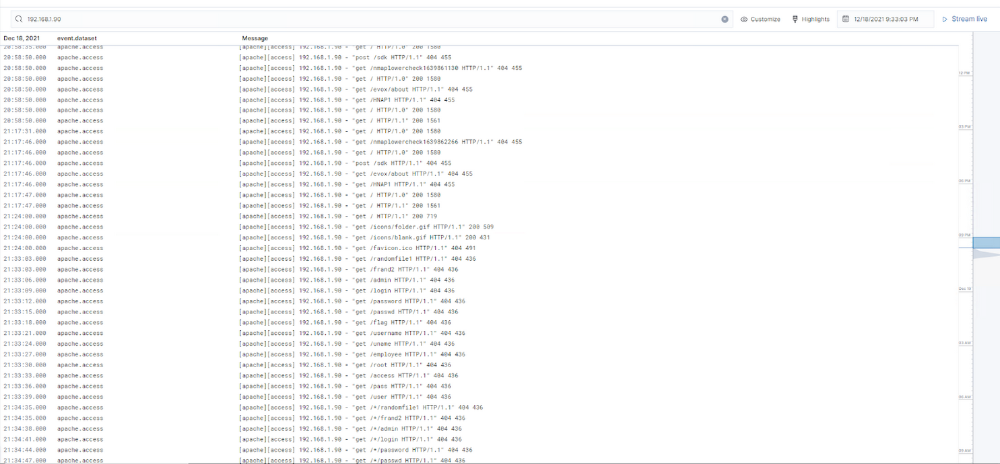 192.168.1.90 Customize Highlights 12/18/2021 9:33:03 PM Stream live
Dec 18, 2021 event.dataset Message
20:58:35.000 apache.access [apache][access] 192.168.1.90 - "get / HTTP/1.0" 200 1580
20:58:50.000 apache.access [apache][access] 192.168.1.90 - "post /sdk HTTP/1.1" 404 455
20:58:50.000 apache.access [apache][access] 192.168.1.90 - "get /nmaplowercheck1639861130 HTTP/1.1" 404 455
20:58:50.000 apache.access [apache][access] 192.168.1.90 - "get / HTTP/1.0" 200 1580
20:58:50.000 apache.access [apache][access] 192.168.1.90 - "get /evox/about HTTP/1.1" 404 455
20:58:50.000 apache.access [apache][access] 192.168.1.90 - "get /HNAP1 HTTP/1.1" 404 455
20:58:50.000 apache.access [apache][access] 192.168.1.90 - "get / HTTP/1.0" 200 1580
20:58:50.000 apache.access [apache][access] 192.168.1.90 - "get / HTTP/1.1" 200 1561
21:17:31.000 apache.access [apache][access] 192.168.1.90 - "get / HTTP/1.0" 200 1580
21:17:46.000 apache.access [apache][access] 192.168.1.90 - "get /nmaplowercheck1639862266 HTTP/1.1" 404 455
21:17:46.000 apache.access [apache][access] 192.168.1.90 - "get / HTTP/1.0" 200 1580
21:17:46.000 apache.access [apache][access] 192.168.1.90 - "post /sdk HTTP/1.1" 404 455
21:17:46.000 apache.access [apache][access] 192.168.1.90 - "get /evox/about HTTP/1.1" 404 455
21:17:46.000 apache.access [apache][access] 192.168.1.90 - "get /HNAP1 HTTP/1.1" 404 455
21:17:47.000 apache.access [apache][access] 192.168.1.90 - "get / HTTP/1.0" 200 1580
21:17:47.000 apache.access [apache][access] 192.168.1.90 - "get / HTTP/1.1" 200 1561
21:24:00.000 apache.access [apache][access] 192.168.1.90 - "get / HTTP/1.1" 200 719
21:24:00.000 apache.access [apache][access] 192.168.1.90 - "get /icons/folder.gif HTTP/1.1" 200 509
21:24:00.000 apache.access [apache][access] 192.168.1.90 - "get /icons/blank.gif HTTP/1.1" 200 431
21:24:00.000 apache.access [apache][access] 192.168.1.90 - "get /favicon.ico HTTP/1.1" 404 491
21:33:03.000 apache.access [apache][access] 192.168.1.90 - "get /randomfile1 HTTP/1.1" 404 436
21:33:03.000 apache.access [apache][access] 192.168.1.90 - "get /frand2 HTTP/1.1" 404 436
21:33:06.000 apache.access [apache][access] 192.168.1.90 - "get /admin HTTP/1.1" 404 436
21:33:09.000 apache.access [apache][access] 192.168.1.90 - "get /login HTTP/1.1" 404 436
21:33:12.000 apache.access [apache][access] 192.168.1.90 - "get /password HTTP/1.1" 404 436
21:33:15.000 apache.access [apache][access] 192.168.1.90 - "get /passwd HTTP/1.1" 404 436
21:33:18.000 apache.access [apache][access] 192.168.1.90 - "get /flag HTTP/1.1" 404 436
21:33:21.000 apache.access [apache][access] 192.168.1.90 - "get /username HTTP/1.1" 404 436
21:33:24.000 apache.access [apache][access] 192.168.1.90 - "get /uname HTTP/1.1" 404 436
21:33:27.000 apache.access [apache][access] 192.168.1.90 - "get /employee HTTP/1.1" 404 436
21:33:30.000 apache.access [apache][access] 192.168.1.90 - "get /root HTTP/1.1" 404 436
21:33:33.000 apache.access [apache][access] 192.168.1.90 - "get /access HTTP/1.1" 404 436
21:33:36.000 apache.access [apache][access] 192.168.1.90 - "get /pass HTTP/1.1" 404 436
21:33:39.000 apache.access [apache][access] 192.168.1.90 - "get /user HTTP/1.1" 404 436
21:34:35.000 apache.access [apache][access] 192.168.1.90 - "get /*/randomfile1 HTTP/1.1" 404 436
21:34:35.000 apache.access [apache][access] 192.168.1.90 - "get /*/frand2 HTTP/1.1" 404 436
21:34:38.000 apache.access [apache][access] 192.168.1.90 - "get /*/admin HTTP/1.1" 404 436
21:34:41.000 apache.access [apache][access] 192.168.1.90 - "get /*/login HTTP/1.1" 404 436
21:34:44.000 apache.access [apache][access] 192.168.1.90 - "get /*/password HTTP/1.1" 404 436
21:34:47.000 apache.access [apache][access] 192.168.1.90 - "get /*/passwd HTTP/1.1" 404 436
12 PM
03 PM
06 PM
09 PM
Dec 19
03 AM
06 AM
09 AM